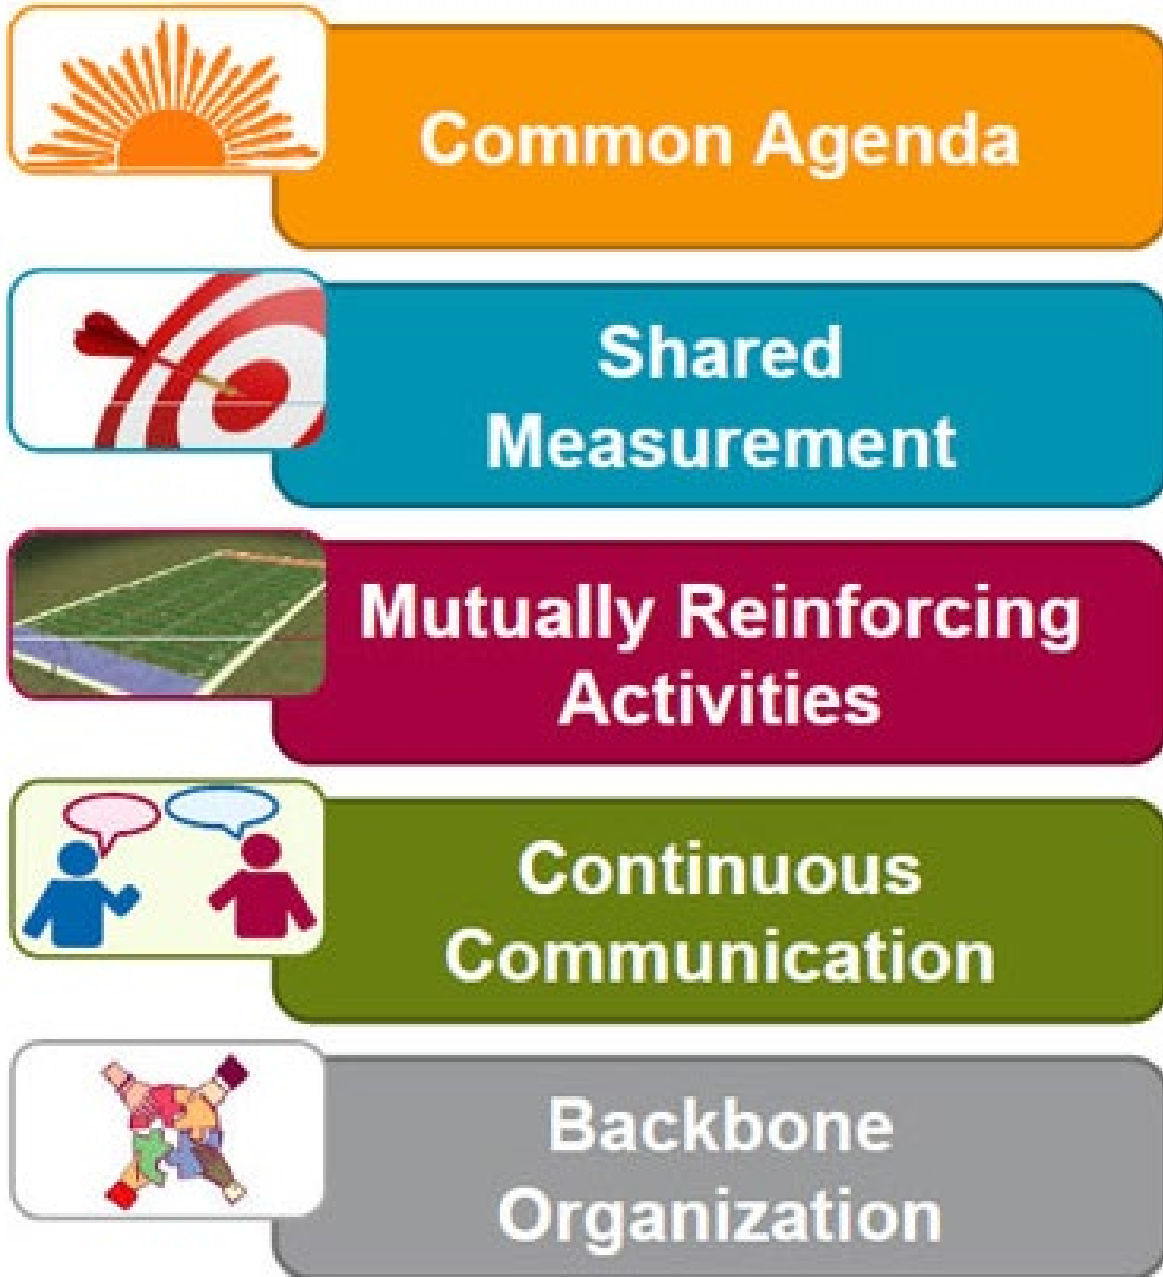 Common Agenda
Shared
Measurement
Mutually Reinforcing
Activities
Continuous
Communication
Backbone
Organization